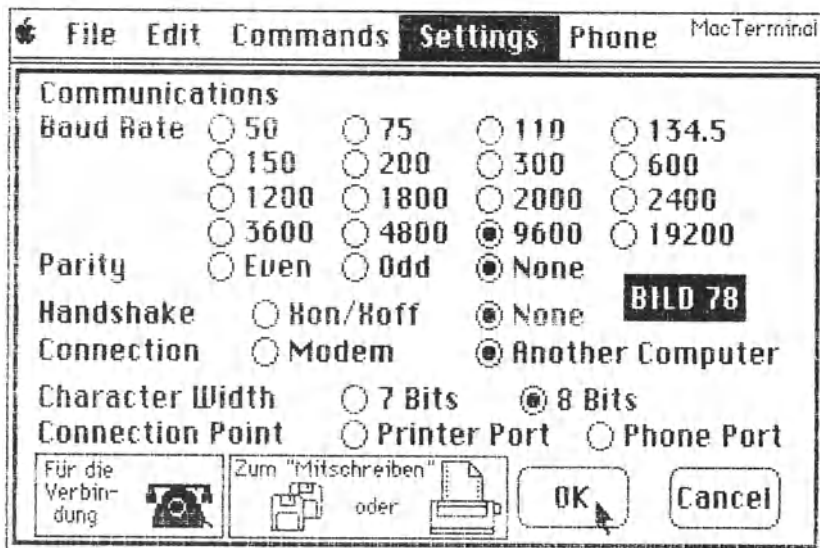 File Edit Commands Settings Phone MacTerminal
Communications
Baud Rate 50 75 110 134.5
150 200 300 600
1200 1800 2000 2400
3600 4800 9600 19200
Parity Even Odd None
BILD 78
Handshake Xon/Xoff None
Connection Modem Another Computer
Character Width 7 Bits 8 Bits
Connection Point Printer Port Phone Port
Für die
Verbin-
dung
Zum "Mitschreiben"
oder
OK
Cancel